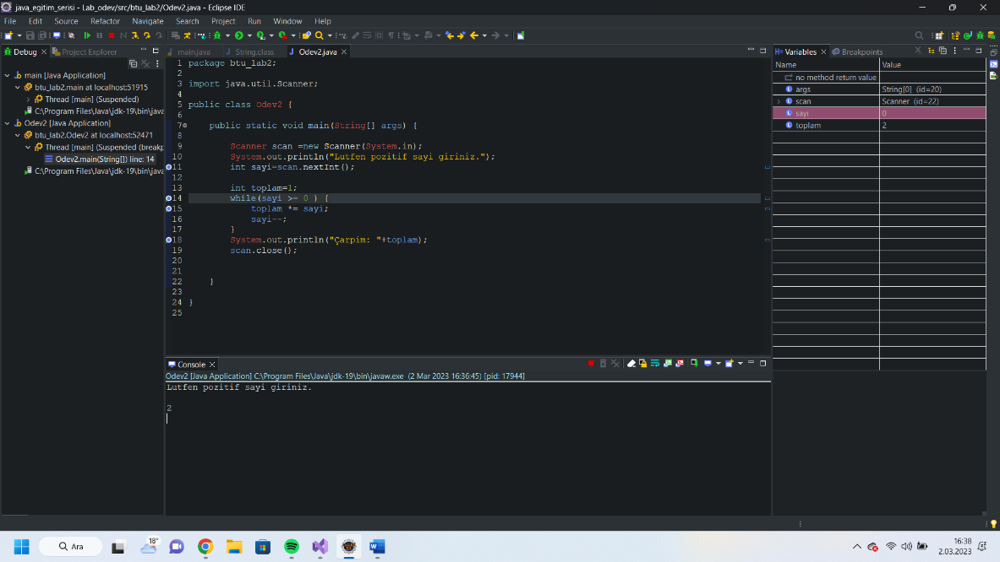 java_egitim_serisi - Lab_odev/src/btu_lab2/Odev2.java - Eclipse IDE
File Edit Source Refactor Navigate Search Project Run Window Help
Debug
Project Explorer
main [Java Application]
btu_lab2.main at localhost:51915
Thread [main] (Suspended)
C:\Program Files\Java\jdk-19\bin\java
Odev2 [Java Application]
btu_lab2.Odev2 at localhost:52471
Thread [main] (Suspended (breakp
Odev2.main(String[]) line: 14
C:\Program Files\Java\jdk-19\bin\java
main.java String.class Odev2.java
1 package btu_lab2;
2
3 import java.util.Scanner;
4
5 public class Odev2 {
6
7 public static void main(String[] args) {
8
9 Scanner scan =new Scanner(System.in);
10 System.out.println("Lutfen pozitif sayi giriniz.");
11 int sayi=scan.nextInt();
12
13 int toplam=1;
14 while(sayi >= 0 ) {
15 toplam *= sayi;
16 sayi--;
17 }
18 System.out.println("Çarpim: "+toplam);
19 scan.close();
20
21
22 }
23
24 }
25
Console
Odev2 [Java Application] C:\Program Files\Java\jdk-19\bin\javaw.exe (2 Mar 2023 16:36:45) [pid: 17944]
Lutfen pozitif sayi giriniz.
2
Variables Breakpoints
Name Value
no method return value
args String[0] (id=20)
scan Scanner (id=22)
sayi 0
toplam 2
Ara
18°
16:38
2.03.2023